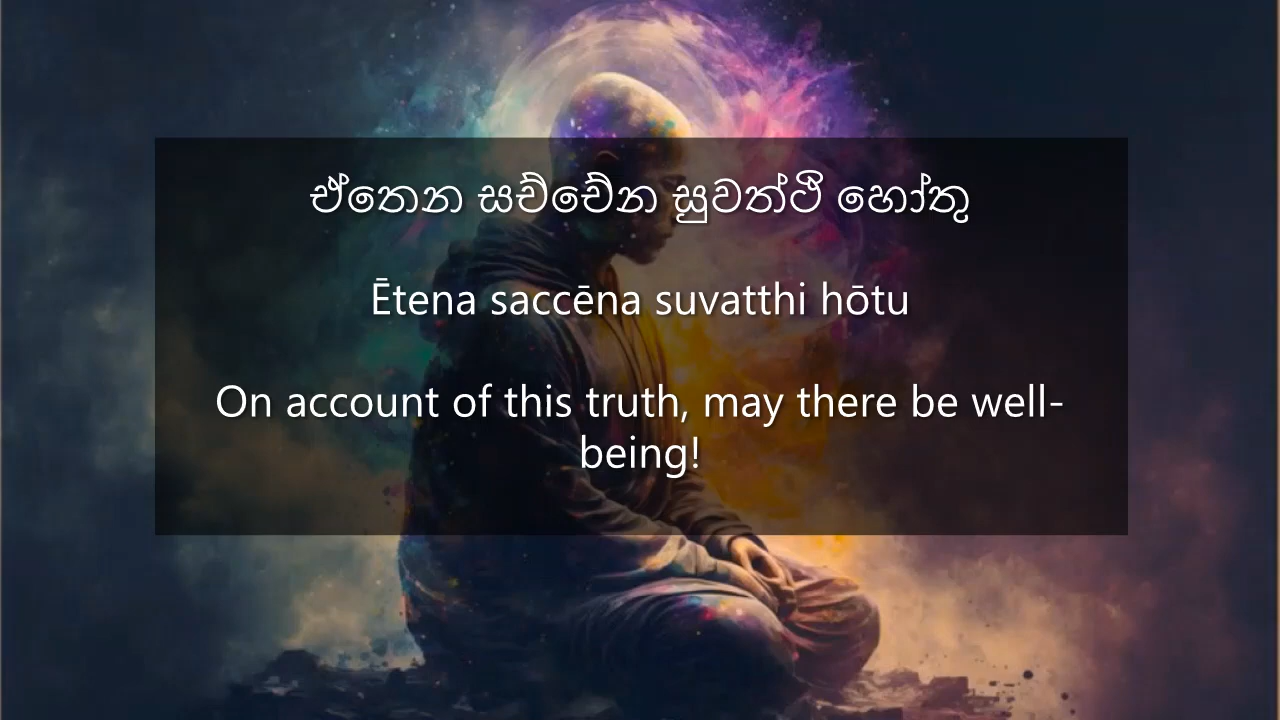 ඒතෙන සච්චේන සුවත්ථි හෝතු
Ētena saccēna suvatthi hōtu
On account of this truth, may there be well-
being!